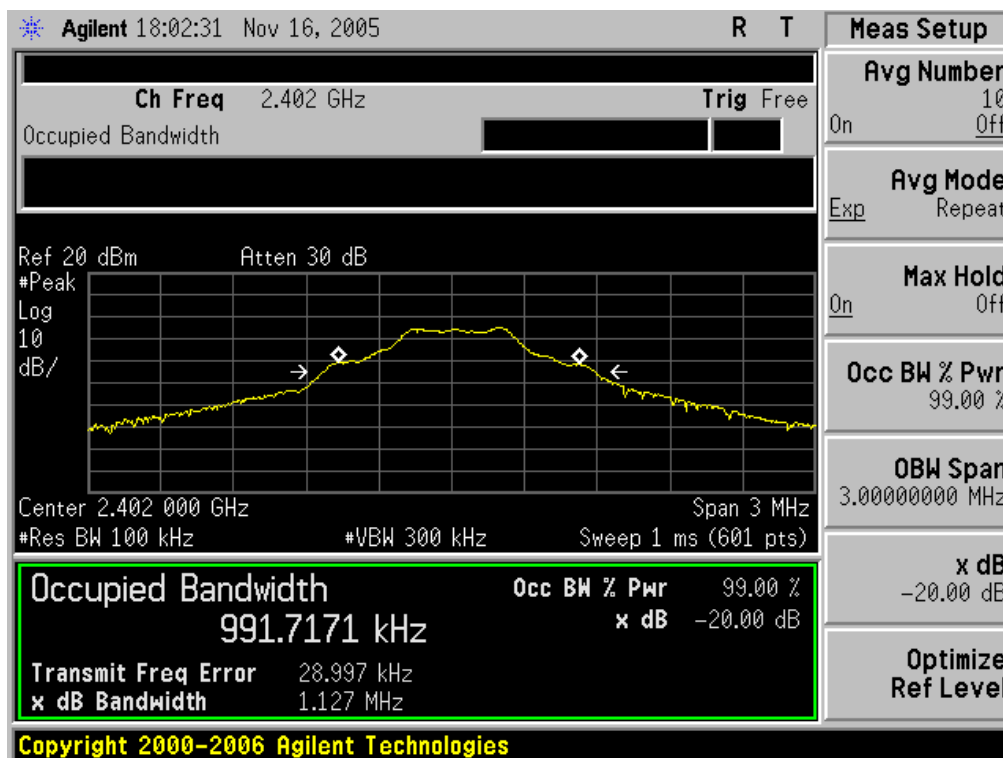 Agilent 18:02:31 Nov 16, 2005 R T
Ch Freq 2.402 GHz Trig Free
Occupied Bandwidth
Ref 20 dBm Atten 30 dB
#Peak
Log
10
dB/
Center 2.402 000 GHz Span 3 MHz
#Res BW 100 kHz #VBW 300 kHz Sweep 1 ms (601 pts)
Occupied Bandwidth Occ BW % Pwr 99.00 %
991.7171 kHz x dB -20.00 dB
Transmit Freq Error 28.997 kHz
x dB Bandwidth 1.127 MHz
Copyright 2000-2006 Agilent Technologies
Meas Setup
Avg Number
10
On Off
Avg Mode
Exp Repeat
Max Hold
On Off
Occ BW % Pwr
99.00 %
OBW Span
3.00000000 MHz
x dB
-20.00 dB
Optimize
Ref Level